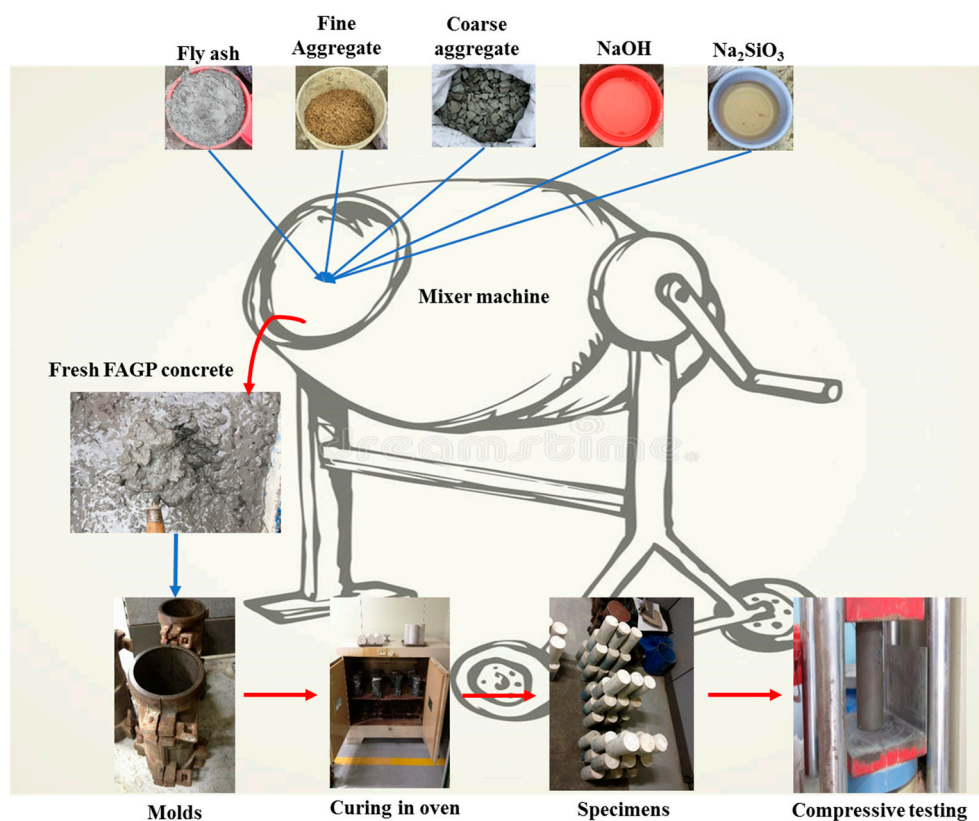 Fly ash
Fine
Aggregate
Coarse
aggregate
NaOH
Na₂SiO₃
Mixer machine
Fresh FAGP concrete
dreamstime
Molds
Curing in oven
Specimens
Compressive testing